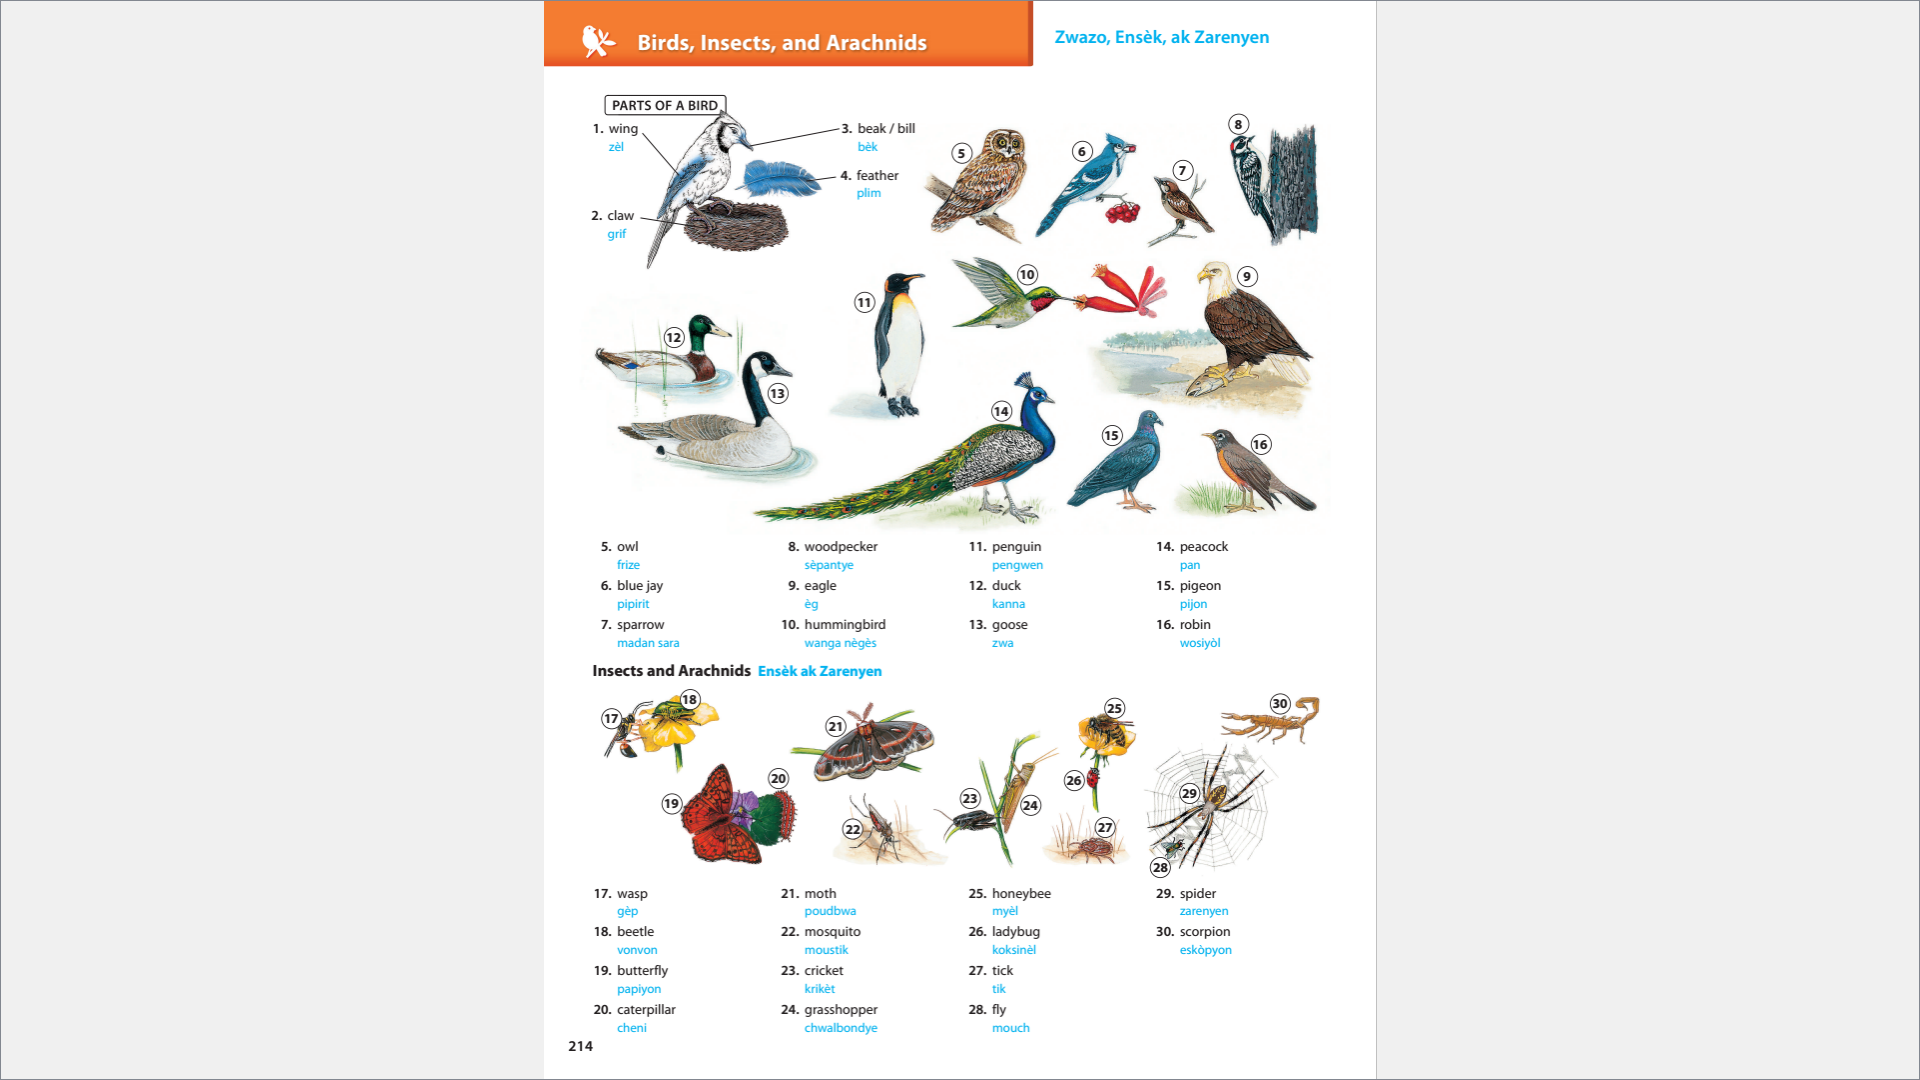 Birds, Insects, and Arachnids
Zwazo, Ensèk, ak Zarenyen
PARTS OF A BIRD
1. wing
zèl
2. claw
grif
3. beak / bill
bèk
4. feather
plim
5
6
7
8
9
10
11
12
13
14
15
16
5. owl
frize
6. blue jay
pipirit
7. sparrow
madan sara
8. woodpecker
sèpantye
9. eagle
èg
10. hummingbird
wanga nègès
11. penguin
pengwen
12. duck
kanna
13. goose
zwa
14. peacock
pan
15. pigeon
pijon
16. robin
wosiyòl
Insects and Arachnids Ensèk ak Zarenyen
17
18
19
20
21
22
23
24
25
26
27
28
29
30
17. wasp
gèp
18. beetle
vonvon
19. butterfly
papiyon
20. caterpillar
cheni
21. moth
poudbwa
22. mosquito
moustik
23. cricket
krikèt
24. grasshopper
chwalbondye
25. honeybee
myèl
26. ladybug
koksinèl
27. tick
tik
28. fly
mouch
29. spider
zarenyen
30. scorpion
eskòpyon
214